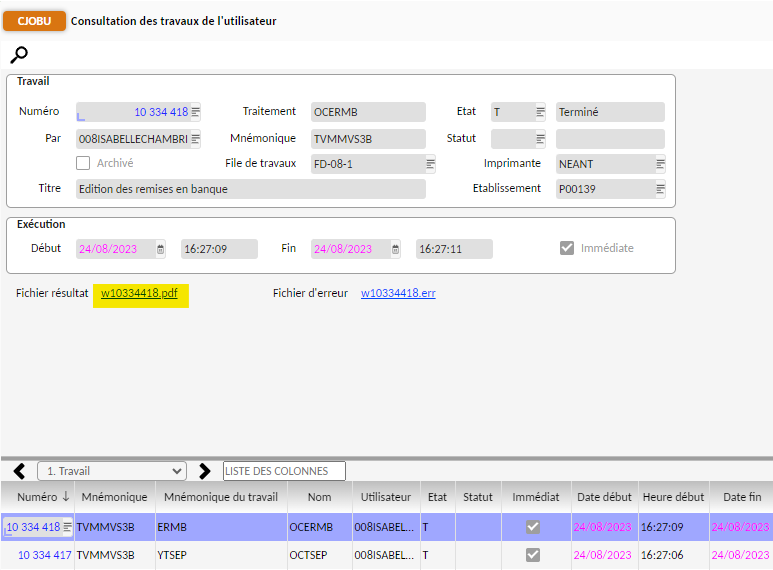 CJOBU Consultation des travaux de l'utilisateur
Travail
Numéro 10 334 418 Traitement OCERMB Etat T Terminé
Par 008ISABELLECHAMBRI Mnémonique TVMMVS3B Statut
Archivé File de travaux FD-08-1 Imprimante NEANT
Titre Edition des remises en banque Etablissement P00139
Exécution
Début 24/08/2023 16:27:09 Fin 24/08/2023 16:27:11 Immédiate
Fichier résultat w10334418.pdf Fichier d'erreur w10334418.err
1. Travail LISTE DES COLONNES
Numéro ↓ Mnémonique Mnémonique du travail Nom Utilisateur Etat Statut Immédiat Date début Heure début Date fin
10 334 418 TVMMVS3B ERMB OCERMB 008ISABEL... T 24/08/2023 16:27:09 24/08/2023
10 334 417 TVMMVS3B YTSEP OCTSEP 008ISABEL... T 24/08/2023 16:27:06 24/08/2023